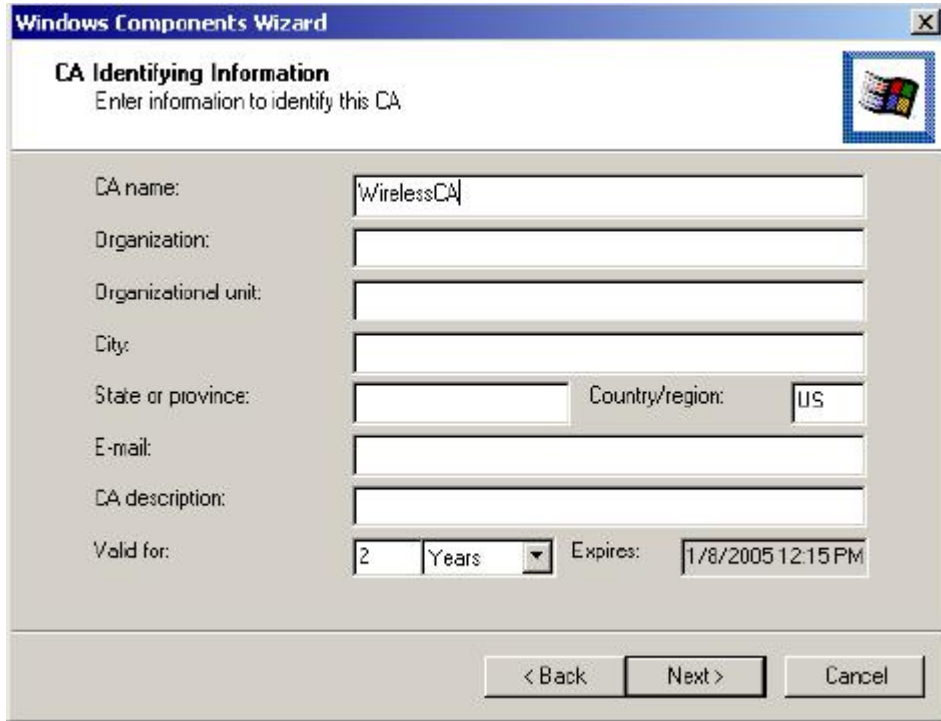 Windows Components Wizard
CA Identifying Information
Enter information to identify this CA
CA name: WirelessCA
Organization:
Organizational unit:
City:
State or province: Country/region: US
E-mail:
CA description:
Valid for: 2 Years Expires: 1/8/2005 12:15 PM
< Back Next > Cancel